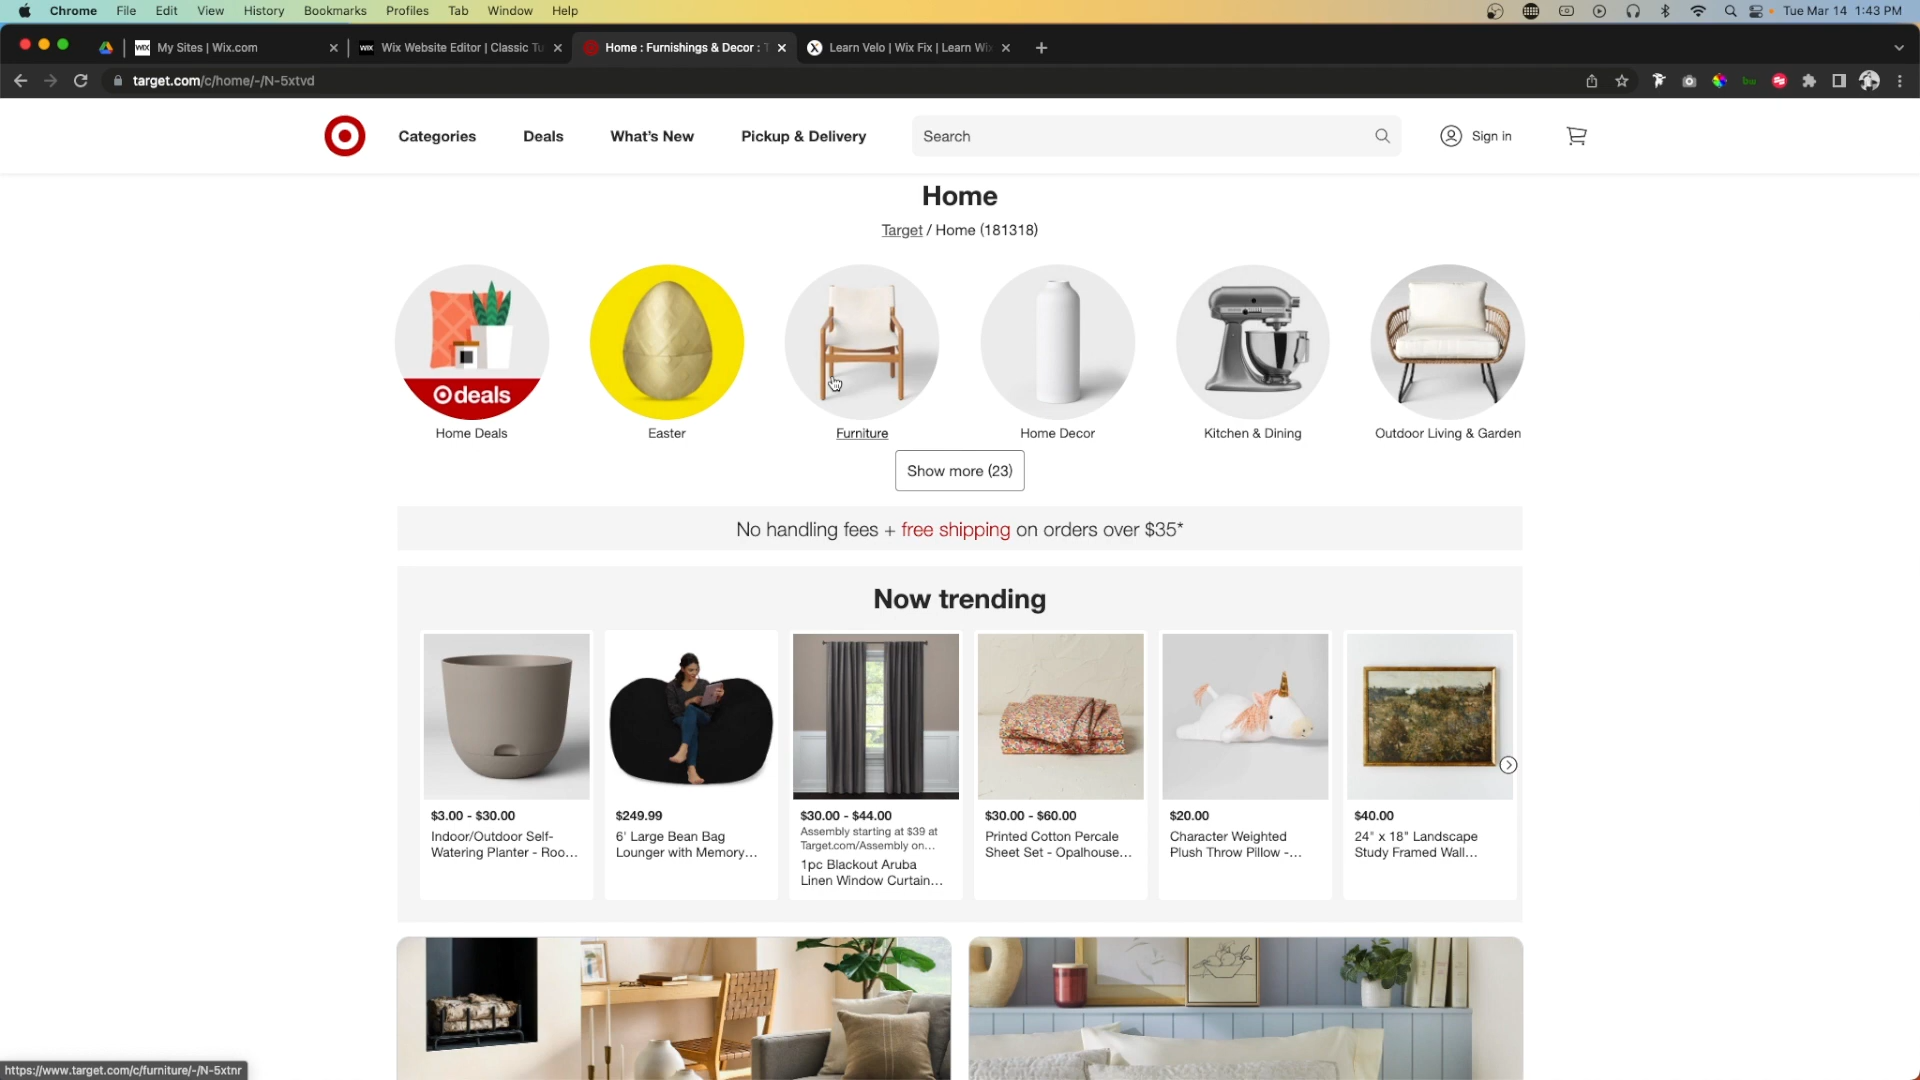 Chrome File Edit View History Bookmarks Profiles Tab Window Help Tue Mar 14 1:43 PM
WIX My Sites | Wix.com
WIX Wix Website Editor | Classic Tu
Home : Furnishings & Decor : T
Learn Velo | Wix Fix | Learn Wi
target.com/c/home/-/N-5xtvd
bw
Categories Deals What's New Pickup & Delivery Search Sign in
Home
Target / Home (181318)
deals
Home Deals Easter Furniture Home Decor Kitchen & Dining Outdoor Living & Garden
Show more (23)
No handling fees + free shipping on orders over $35*
Now trending
$3.00 - $30.00
Indoor/Outdoor Self-
Watering Planter - Roo...
$249.99
6' Large Bean Bag
Lounger with Memory...
$30.00 - $44.00
Assembly starting at $39 at
Target.com/Assembly on...
1pc Blackout Aruba
Linen Window Curtain...
$30.00 - $60.00
Printed Cotton Percale
Sheet Set - Opalhouse...
$20.00
Character Weighted
Plush Throw Pillow -...
$40.00
24" x 18" Landscape
Study Framed Wall...
https://www.target.com/c/furniture/-/N-5xtnr